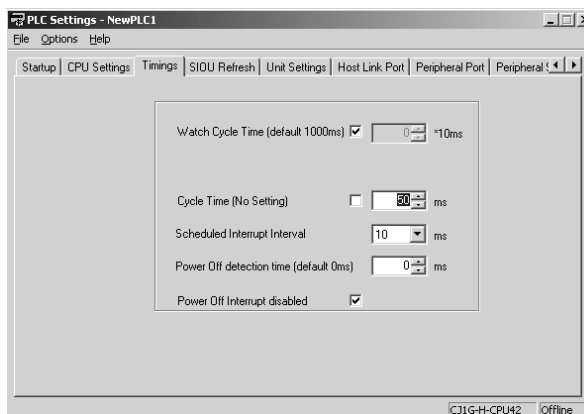 PLC Settings - NewPLC1
File Options Help
Startup CPU Settings Timings SIOU Refresh Unit Settings Host Link Port Peripheral Port Peripheral
Watch Cycle Time (default 1000ms) 0 *10ms
Cycle Time (No Setting) 50 ms
Scheduled Interrupt Interval 10 ms
Power Off detection time (default 0ms) 0 ms
Power Off Interrupt disabled
CJ1G-H-CPU42 Offline